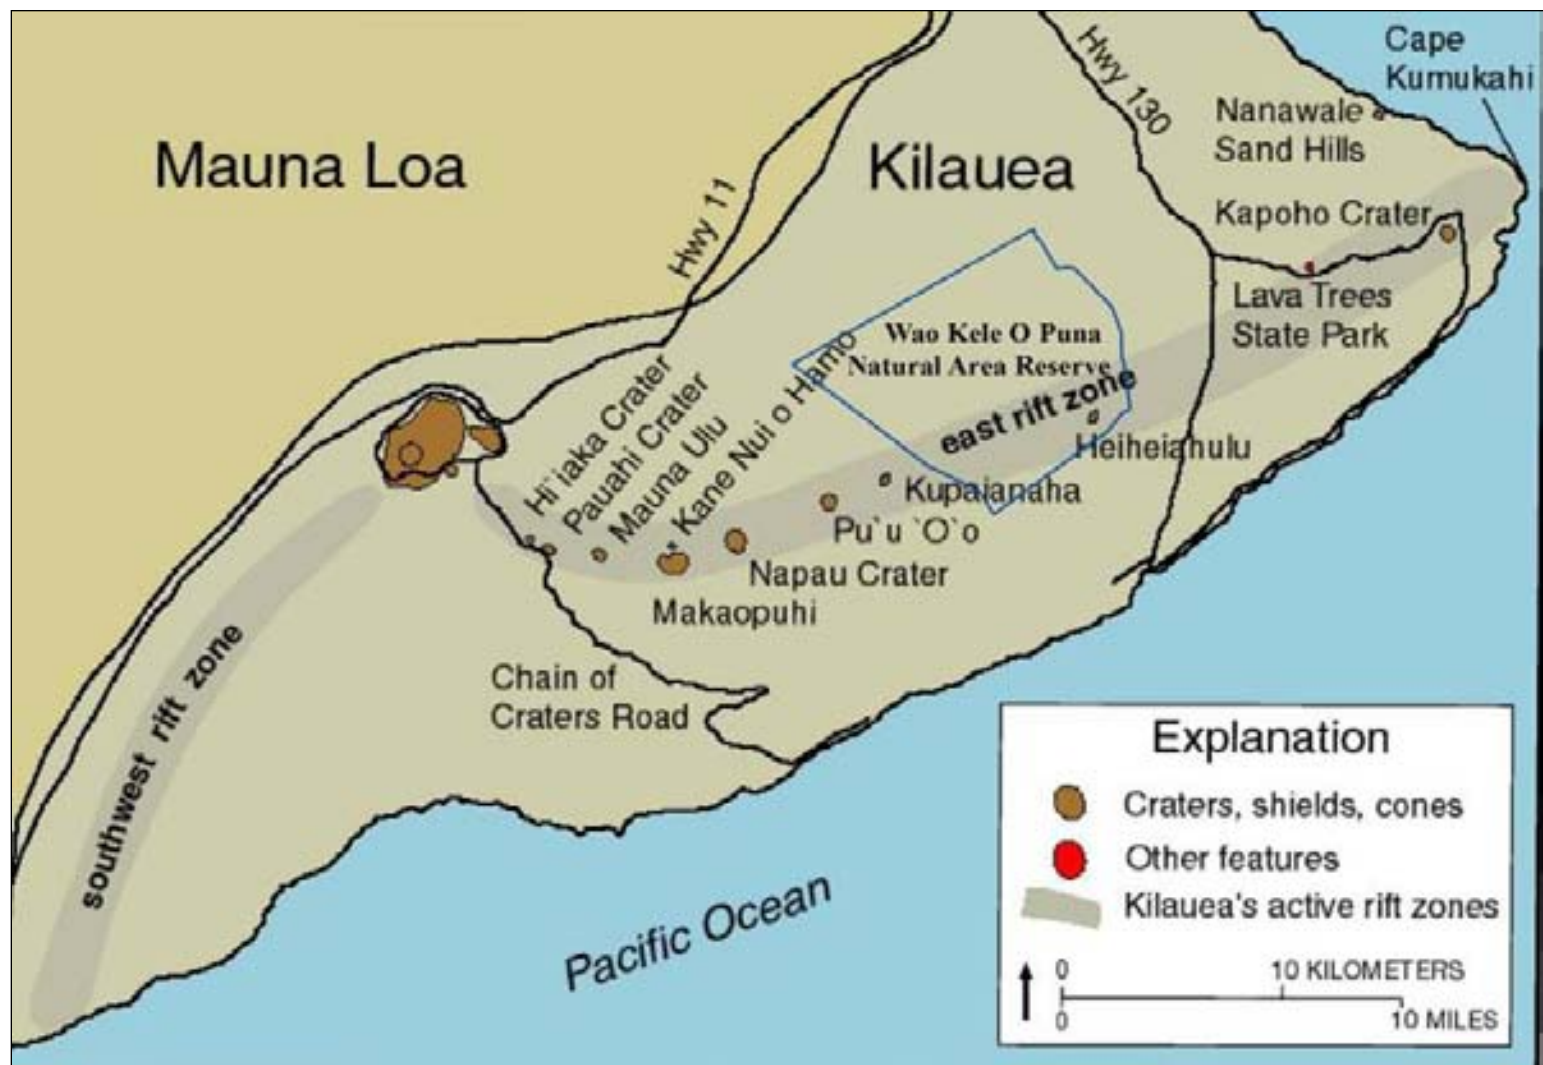 Cape
Kumukahi
Hwy 130
Nanawale
Sand Hills
Mauna Loa
Kilauea
Hwy 11
Kapoho Crater
Lava Trees
State Park
Wao Kele O Puna
Natural Area Reserve
east rift zone
Hi`iaka Crater
Pauahi Crater
Mauna Ulu
Kane Nui o Hamo
Heiheiahulu
Kupaianaha
Pu`u `O`o
Napau Crater
Makaopuhi
southwest rift zone
Chain of
Craters Road
Pacific Ocean
Explanation
Craters, shields, cones
Other features
Kilauea's active rift zones
0 10 KILOMETERS
0 10 MILES